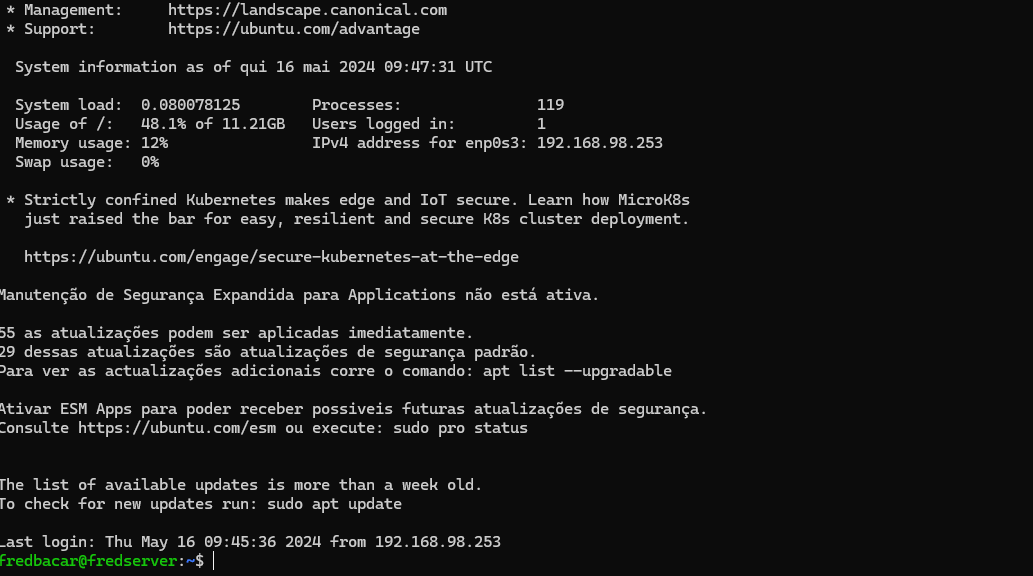 * Management:     https://landscape.canonical.com
* Support:        https://ubuntu.com/advantage
System information as of qui 16 mai 2024 09:47:31 UTC
System load:  0.080078125        Processes:               119
Usage of /:   48.1% of 11.21GB   Users logged in:         1
Memory usage: 12%                IPv4 address for enp0s3: 192.168.98.253
Swap usage:   0%
* Strictly confined Kubernetes makes edge and IoT secure. Learn how MicroK8s
just raised the bar for easy, resilient and secure K8s cluster deployment.
https://ubuntu.com/engage/secure-kubernetes-at-the-edge
Manutenção de Segurança Expandida para Applications não está ativa.
55 as atualizações podem ser aplicadas imediatamente.
29 dessas atualizações são atualizações de segurança padrão.
Para ver as actualizações adicionais corre o comando: apt list --upgradable
Ativar ESM Apps para poder receber possiveis futuras atualizações de segurança.
Consulte https://ubuntu.com/esm ou execute: sudo pro status
The list of available updates is more than a week old.
To check for new updates run: sudo apt update
Last login: Thu May 16 09:45:36 2024 from 192.168.98.253
fredbacar@fredserver:~$